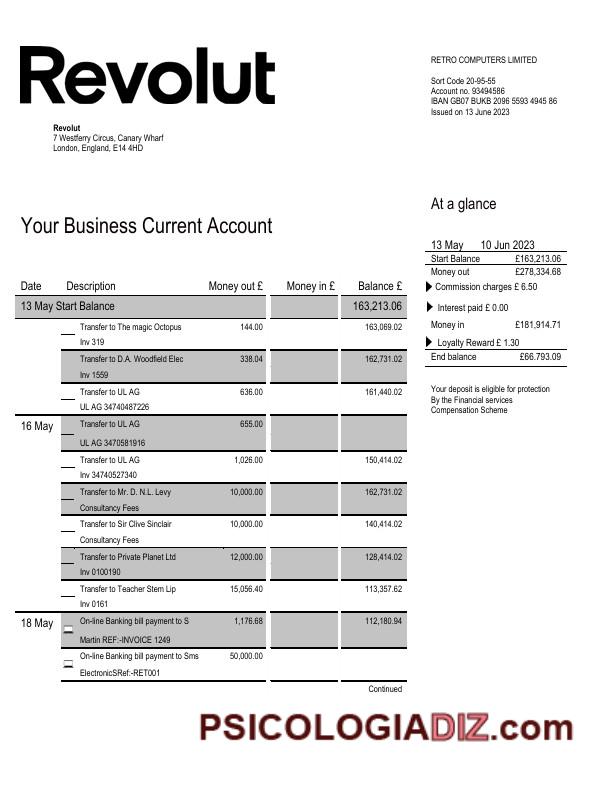 Revolut
RETRO COMPUTERS LIMITED
Sort Code 20-95-55
Account no. 93494586
IBAN GB07 BUKB 2096 5593 4945 86
Issued on 13 June 2023
Revolut
7 Westferry Circus, Canary Wharf
London, England, E14 4HD
At a glance
13 May 10 Jun 2023
Start Balance £163,213.06
Money out £278,334.68
Commission charges £ 6.50
Interest paid £ 0.00
Money in £181,914.71
Loyalty Reward £ 1.30
End balance £66.793.09
Your deposit is eligible for protection
By the Financial services
Compensation Scheme
Your Business Current Account
Date Description Money out £ Money in £ Balance £
13 May Start Balance 163,213.06
Transfer to The magic Octopus 144.00 163,069.02
Inv 319
Transfer to D.A. Woodfield Elec 338.04 162,731.02
Inv 1559
Transfer to UL AG 636.00 161,440.02
UL AG 34740487226
16 May Transfer to UL AG 655.00
UL AG 3470581916
Transfer to UL AG 1,026.00 150,414.02
Inv 34740527340
Transfer to Mr. D. N.L. Levy 10,000.00 162,731.02
Consultancy Fees
Transfer to Sir Clive Sinclair 10,000.00 140,414.02
Consultancy Fees
Transfer to Private Planet Ltd 12,000.00 128,414.02
Inv 0100190
Transfer to Teacher Stem Lip 15,056.40 113,357.62
Inv 0161
18 May On-line Banking bill payment to S 1,176.68 112,180.94
Martin REF:-INVOICE 1249
On-line Banking bill payment to Sms 50,000.00
ElectronicSRef:-RET001
Continued
PSICOLOGIADIZ.com